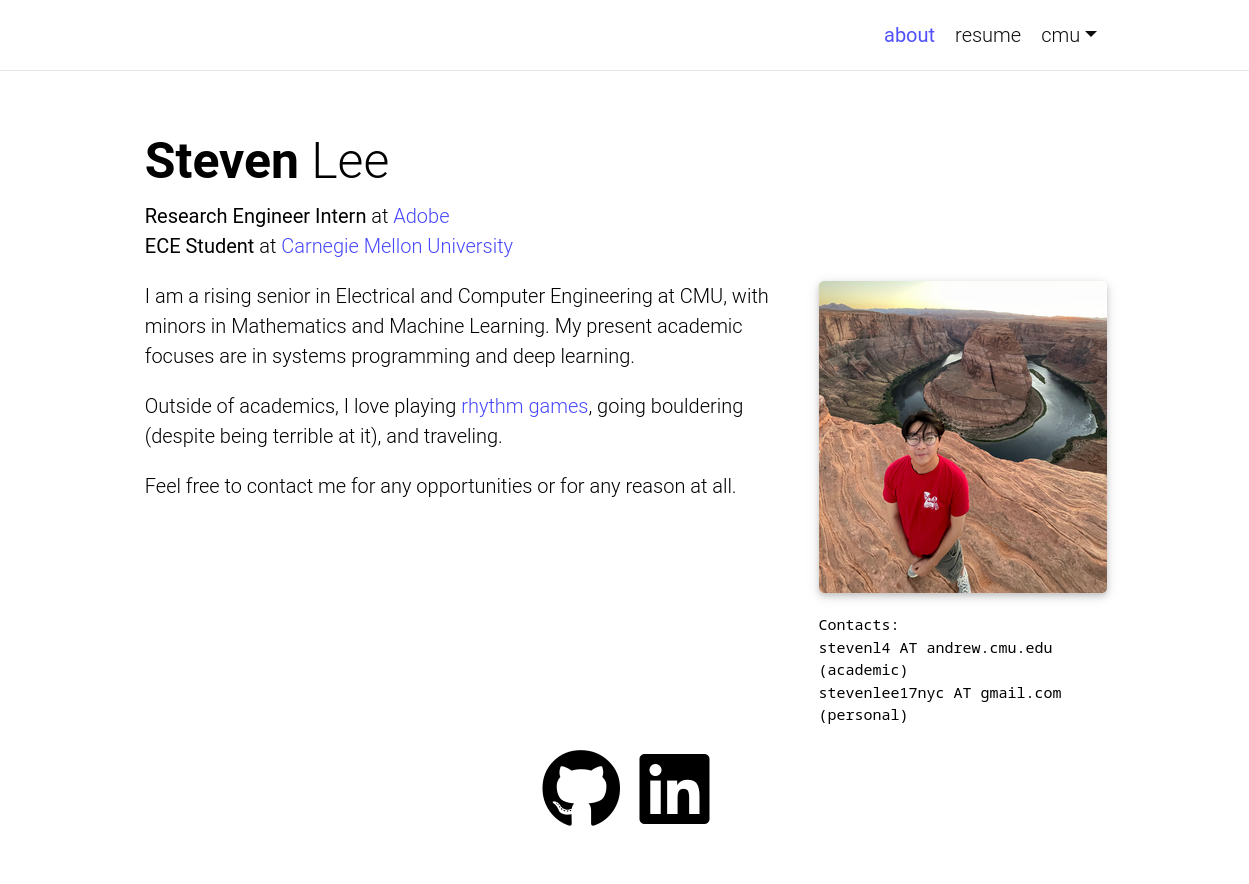 about resume cmu
Steven Lee
Research Engineer Intern at Adobe
ECE Student at Carnegie Mellon University
I am a rising senior in Electrical and Computer Engineering at CMU, with
minors in Mathematics and Machine Learning. My present academic
focuses are in systems programming and deep learning.
Outside of academics, I love playing rhythm games, going bouldering
(despite being terrible at it), and traveling.
Feel free to contact me for any opportunities or for any reason at all.
Contacts:
stevenl4 AT andrew.cmu.edu
(academic)
stevenlee17nyc AT gmail.com
(personal)
in